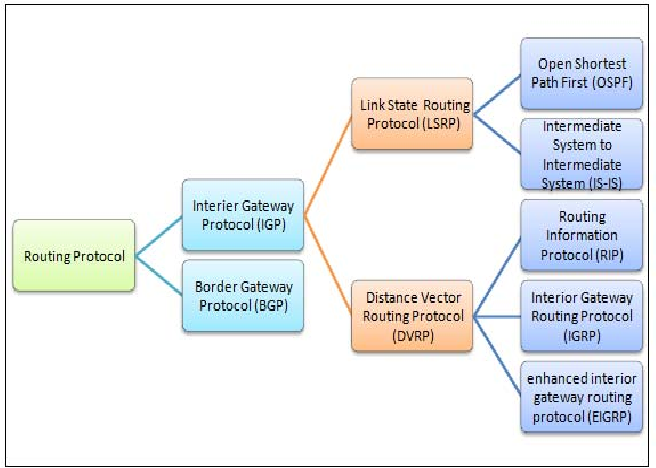 Routing Protocol
Interier Gateway
Protocol (IGP)
Border Gateway
Protocol (BGP)
Link State Routing
Protocol (LSRP)
Distance Vector
Routing Protocol
(DVRP)
Open Shortest
Path First (OSPF)
Intermediate
System to
Intermediate
System (IS-IS)
Routing
Information
Protocol (RIP)
Interior Gateway
Routing Protocol
(IGRP)
enhanced interior
gateway routing
protocol (EIGRP)